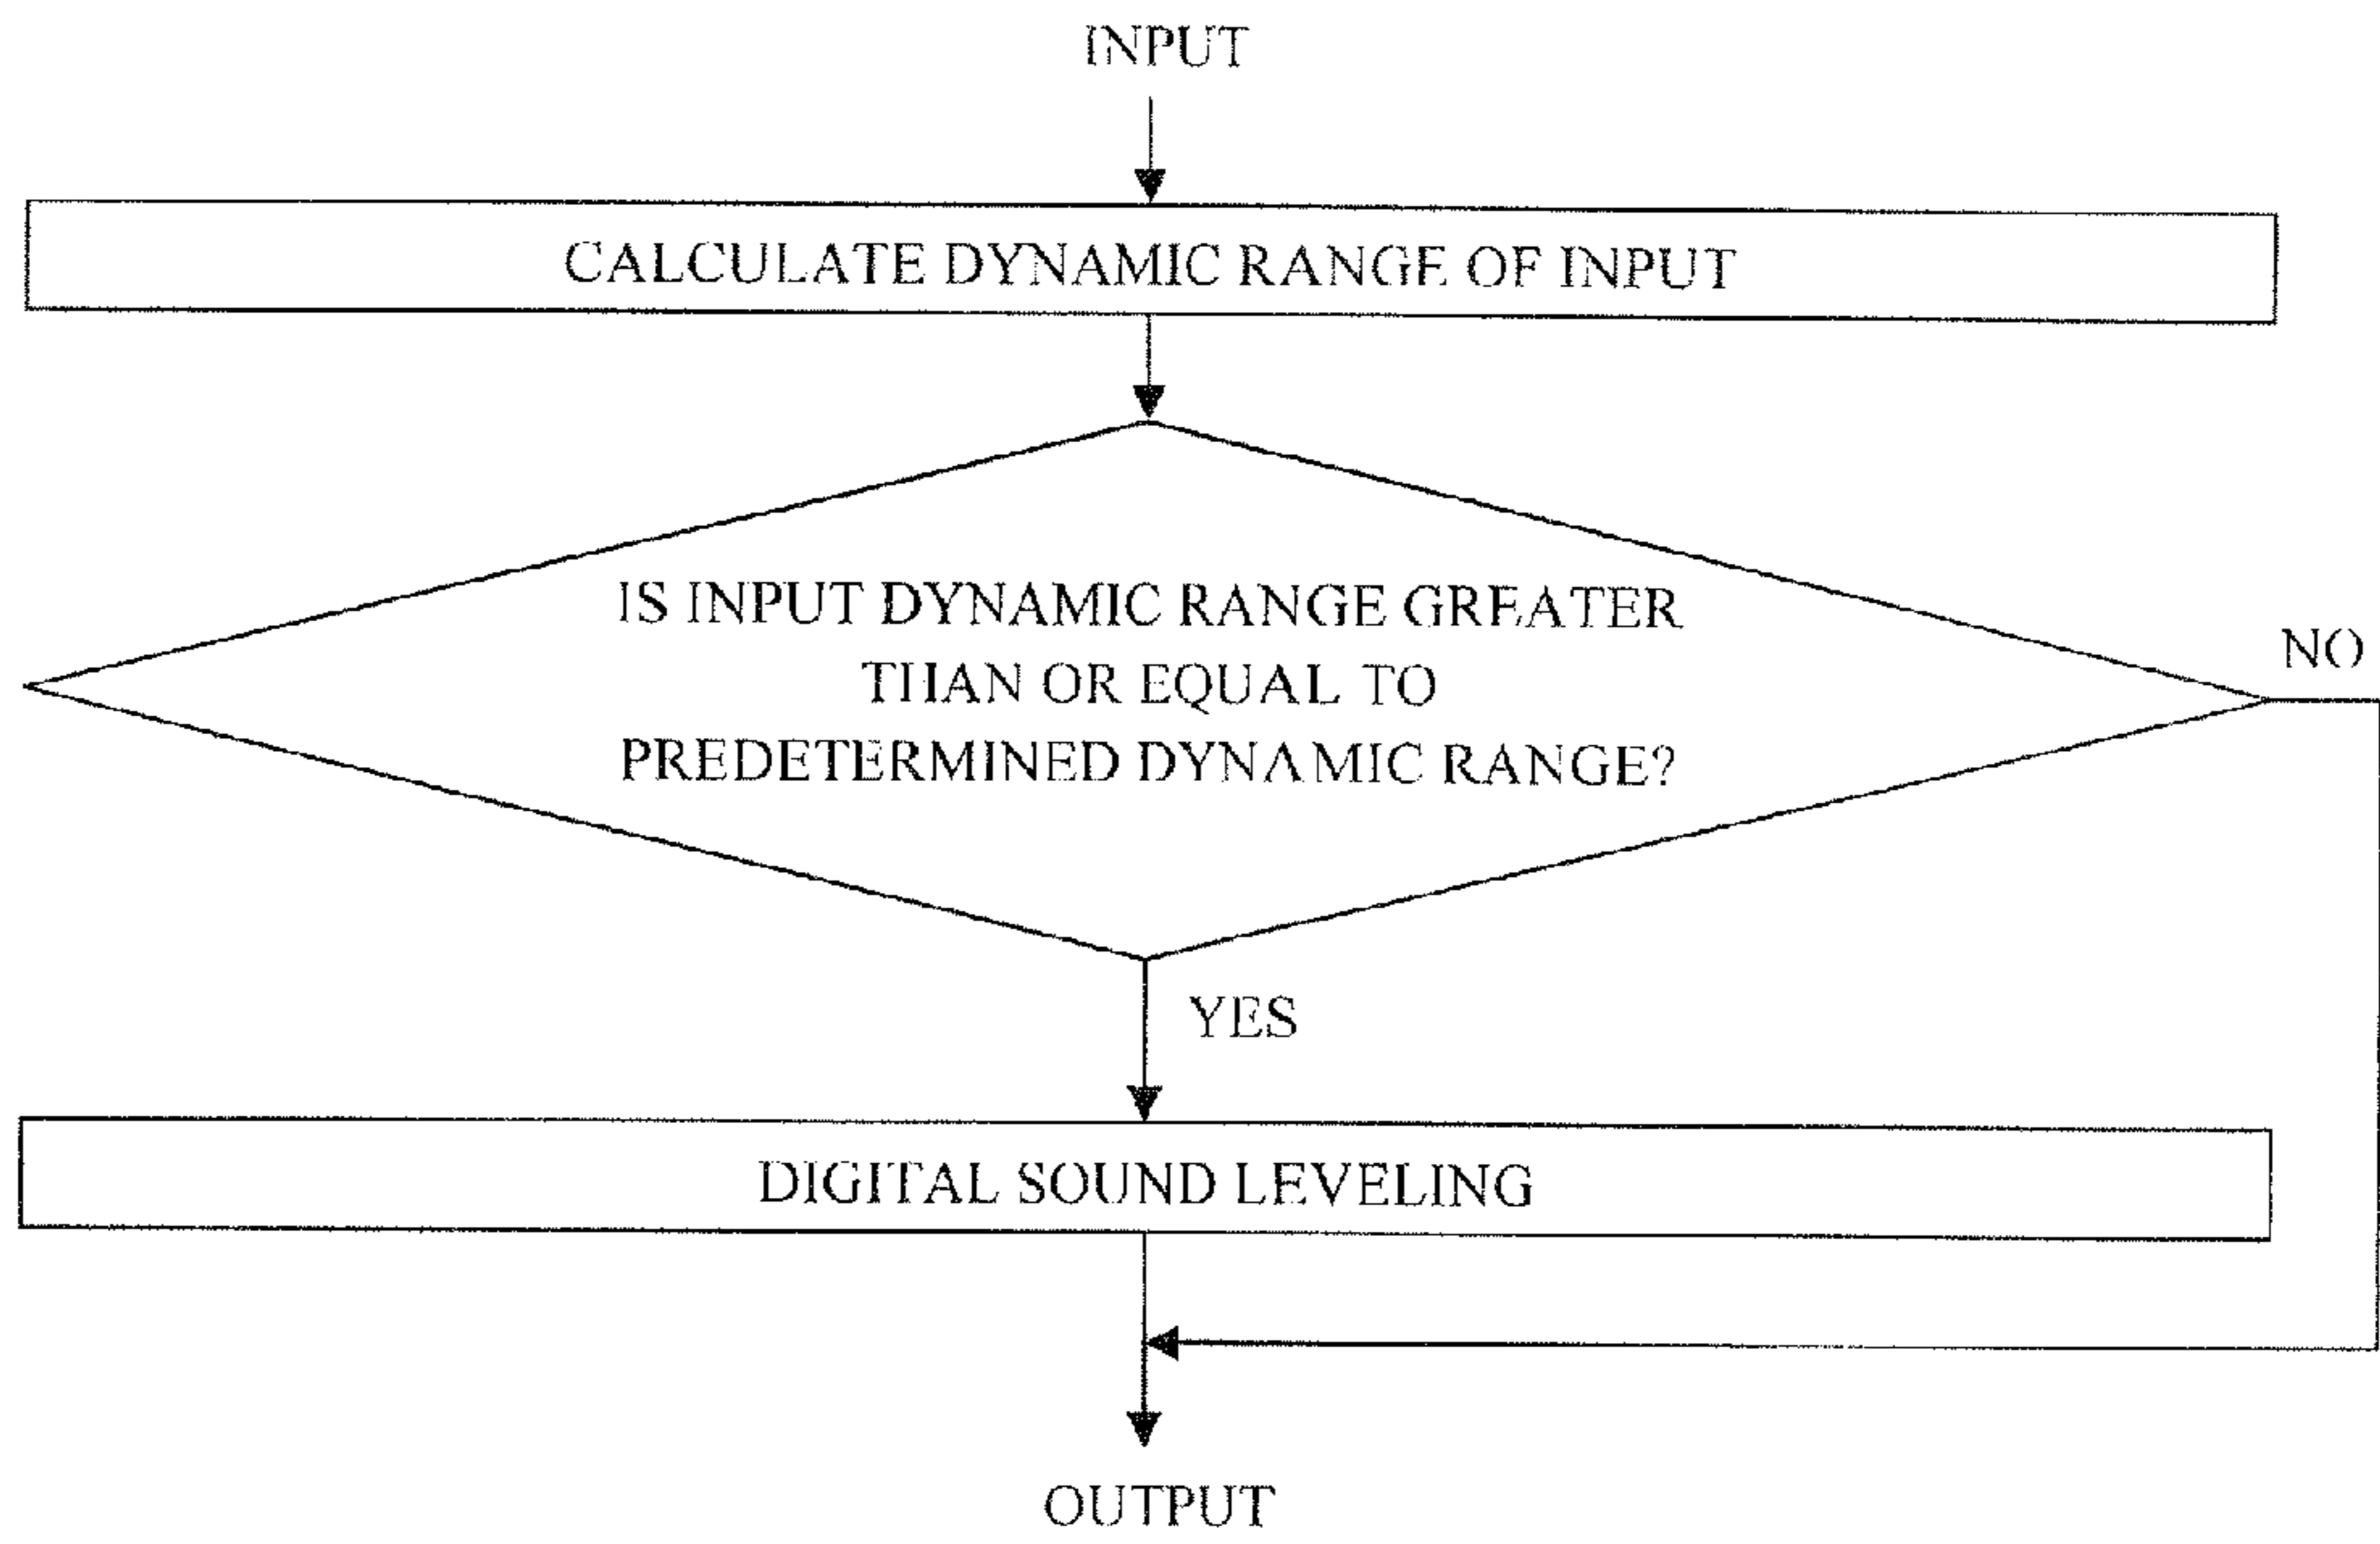 INPUT
CALCULATE DYNAMIC RANGE OF INPUT
IS INPUT DYNAMIC RANGE GREATER
THAN OR EQUAL TO
PREDETERMINED DYNAMIC RANGE?
NO
YES
DIGITAL SOUND LEVELING
OUTPUT